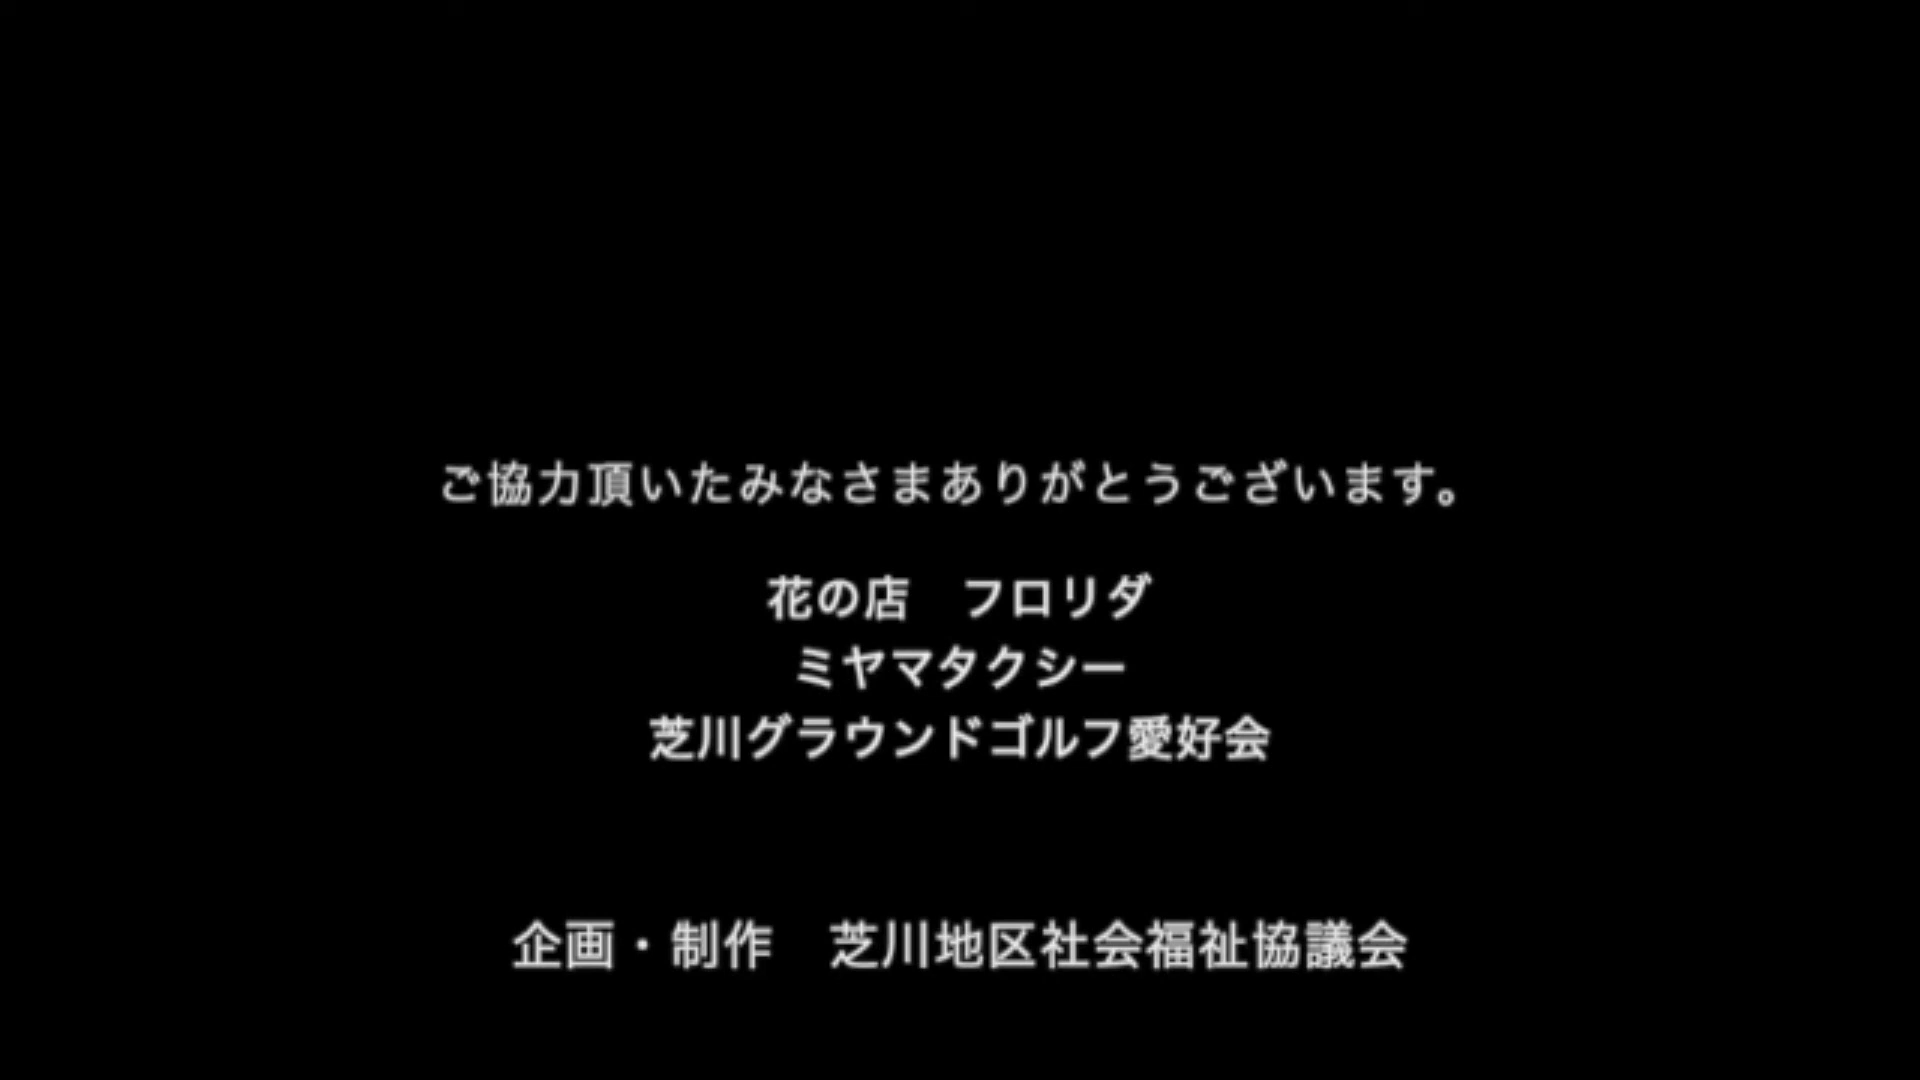 ご協力頂いたみなさまありがとうございます。
花の店　フロリダ
ミヤマタクシー
芝川グラウンドゴルフ愛好会
企画・制作　芝川地区社会福祉協議会